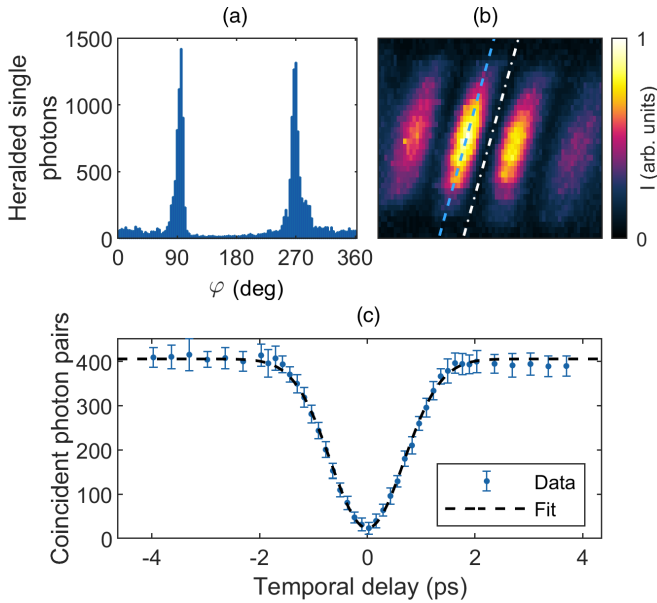 (a)
(b)
1500
1000
500
0
Heralded single
photons
0 90 180 270 360
φ (deg)
1
0
I (arb. units)
(c)
400
300
200
100
0
Coincident photon pairs
-4 -2 0 2 4
Temporal delay (ps)
Data
Fit